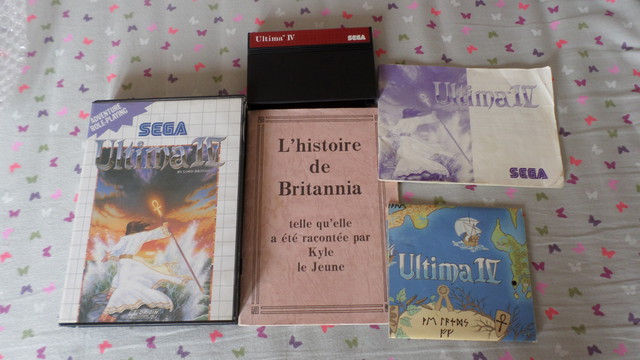 ADVENTURE
ROLE-PLAYING
SEGA
Ultima IV
Ultima IV
SEGA
L'histoire
de
Britannia
telle qu'elle
a été racontée par
Kyle
le Jeune
Ultima IV
SEGA
Ultima IV